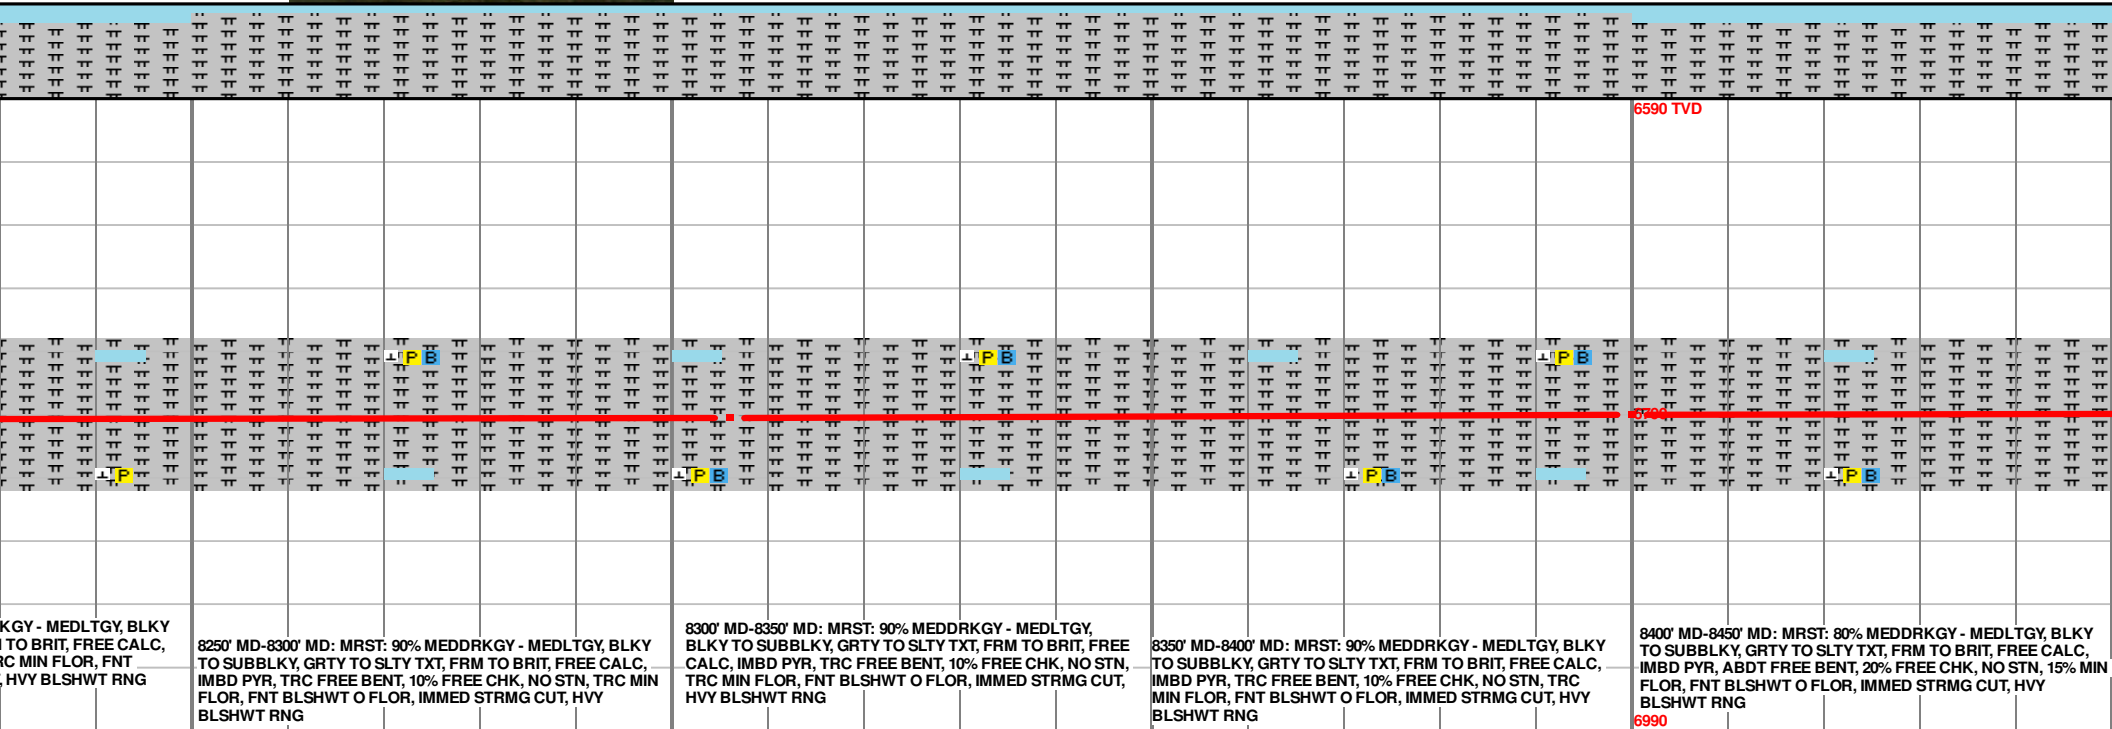 6590 TVD
P B
P B
P B
P
P B
P B
P B
KGY - MEDLTGY, BLKY
TO BRIT, FREE CALC,
RC MIN FLOR, FNT
, HVY BLSHWT RNG
8250' MD-8300' MD: MRST: 90% MEDDRKGY - MEDLTGY, BLKY
TO SUBBLKY, GRTY TO SLTY TXT, FRM TO BRIT, FREE CALC,
IMBD PYR, TRC FREE BENT, 10% FREE CHK, NO STN, TRC MIN
FLOR, FNT BLSHWT O FLOR, IMMED STRMG CUT, HVY
BLSHWT RNG
8300' MD-8350' MD: MRST: 90% MEDDRKGY - MEDLTGY,
BLKY TO SUBBLKY, GRTY TO SLTY TXT, FRM TO BRIT, FREE
CALC, IMBD PYR, TRC FREE BENT, 10% FREE CHK, NO STN,
TRC MIN FLOR, FNT BLSHWT O FLOR, IMMED STRMG CUT,
HVY BLSHWT RNG
8350' MD-8400' MD: MRST: 90% MEDDRKGY - MEDLTGY, BLKY
TO SUBBLKY, GRTY TO SLTY TXT, FRM TO BRIT, FREE CALC,
IMBD PYR, TRC FREE BENT, 10% FREE CHK, NO STN, TRC
MIN FLOR, FNT BLSHWT O FLOR, IMMED STRMG CUT, HVY
BLSHWT RNG
8400' MD-8450' MD: MRST: 80% MEDDRKGY - MEDLTGY, BLKY
TO SUBBLKY, GRTY TO SLTY TXT, FRM TO BRIT, FREE CALC,
IMBD PYR, ABDT FREE BENT, 20% FREE CHK, NO STN, 15% MIN
FLOR, FNT BLSHWT O FLOR, IMMED STRMG CUT, HVY
BLSHWT RNG
6990